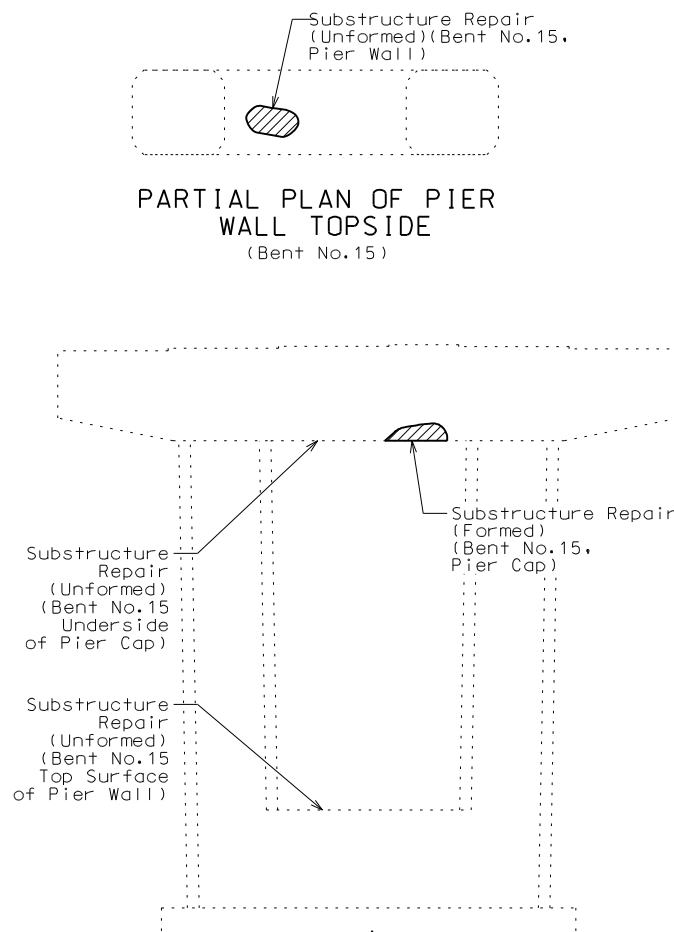 Substructure Repair
(Unformed)(Bent No.15,
Pier Wall)
PARTIAL PLAN OF PIER
WALL TOPSIDE
(Bent No.15)
Substructure Repair
(Formed)
(Bent No.15,
Pier Cap)
Substructure
Repair
(Unformed)
(Bent No.15
Underside
of Pier Cap)
Substructure
Repair
(Unformed)
(Bent No.15
Top Surface
of Pier Wall)